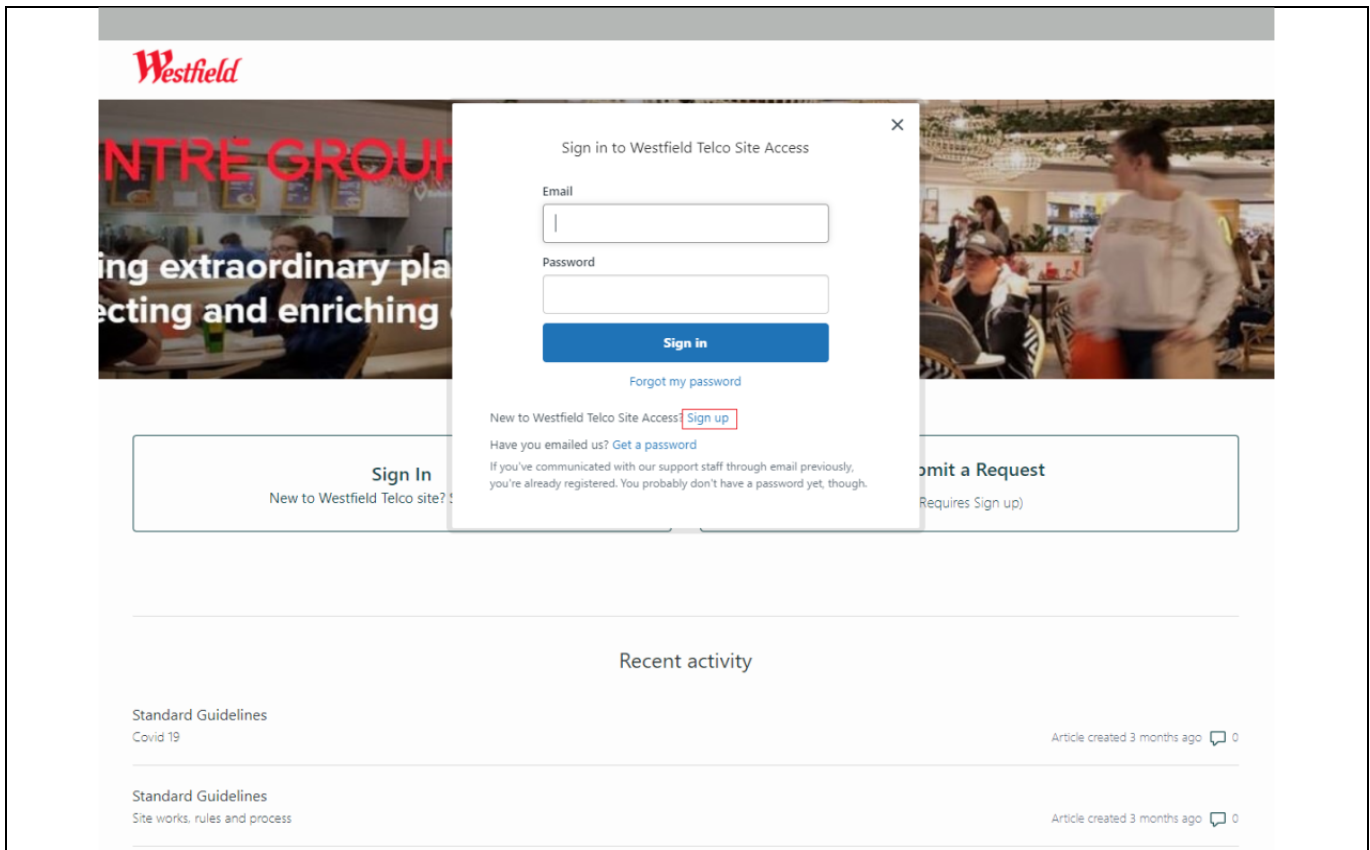 Westfield
NTRE GROUP
ing extraordinary pla
ecting and enriching
Sign in to Westfield Telco Site Access
Email
Password
Sign in
Forgot my password
New to Westfield Telco Site Access? Sign up
Have you emailed us? Get a password
If you've communicated with our support staff through email previously,
you're already registered. You probably don't have a password yet, though.
Sign In
New to Westfield Telco site? S
bmit a Request
Requires Sign up)
Recent activity
Standard Guidelines
Covid 19
Article created 3 months ago 0
Standard Guidelines
Site works, rules and process
Article created 3 months ago 0